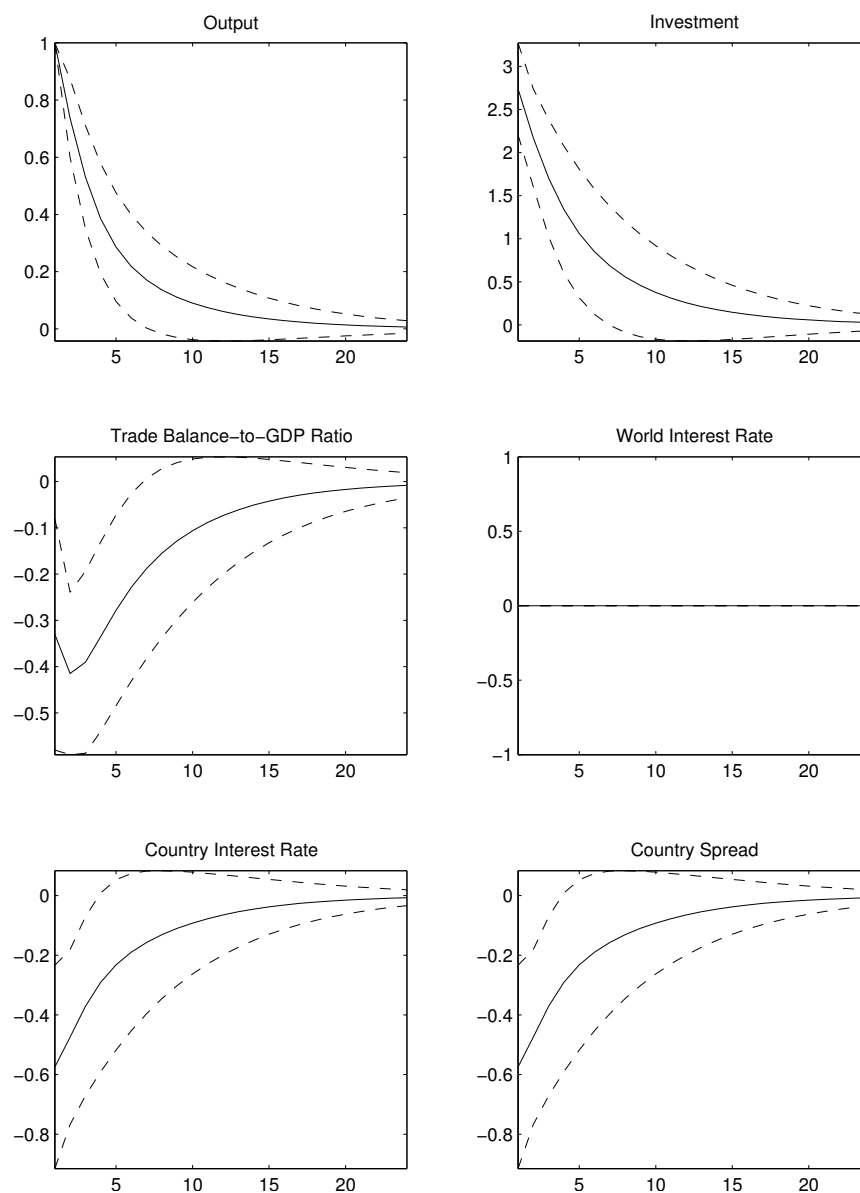 Output
1
0.8
0.6
0.4
0.2
0
5 10 15 20
Investment
3
2.5
2
1.5
1
0.5
0
5 10 15 20
Trade Balance−to−GDP Ratio
0
−0.1
−0.2
−0.3
−0.4
−0.5
5 10 15 20
World Interest Rate
1
0.5
0
−0.5
−1
5 10 15 20
Country Interest Rate
0
−0.2
−0.4
−0.6
−0.8
5 10 15 20
Country Spread
0
−0.2
−0.4
−0.6
−0.8
5 10 15 20